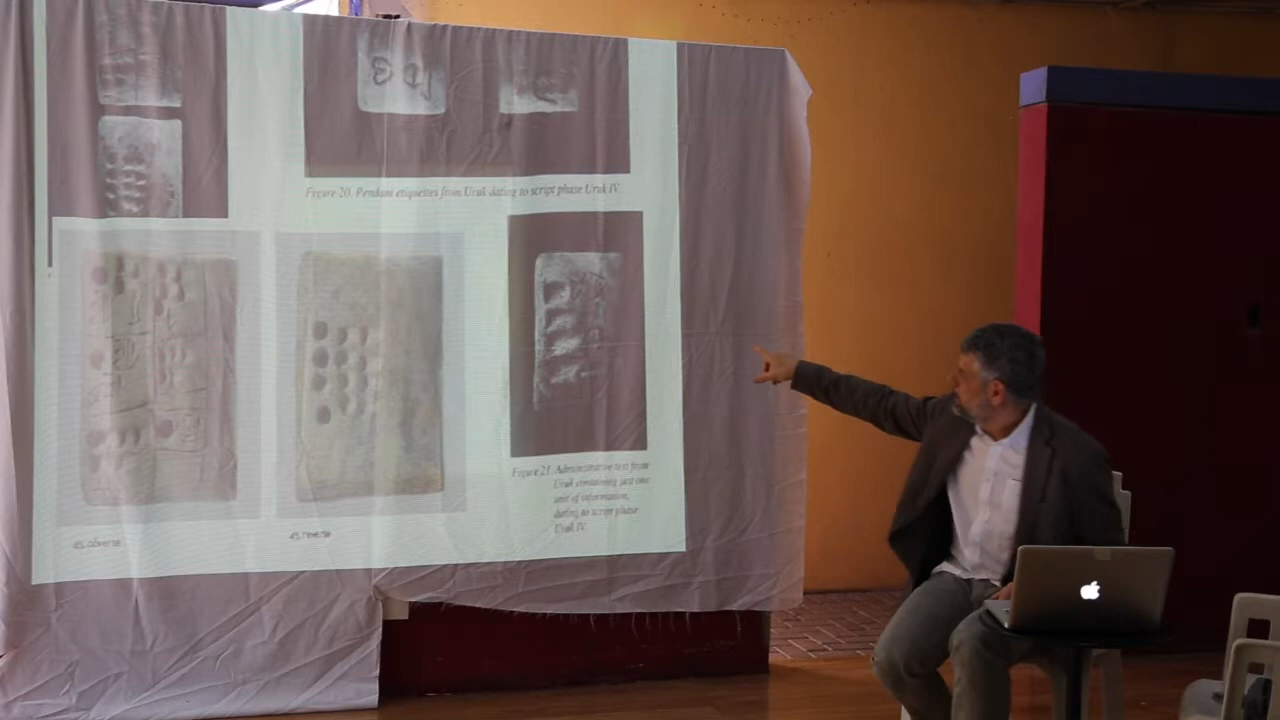 Figure 20. Pendant etiquettes from Uruk dating to script phase Uruk IV.
Figure 21. Administrative text from
Uruk containing just one
unit of information,
dating to script phase
Uruk IV.
45. obverse
45. reverse